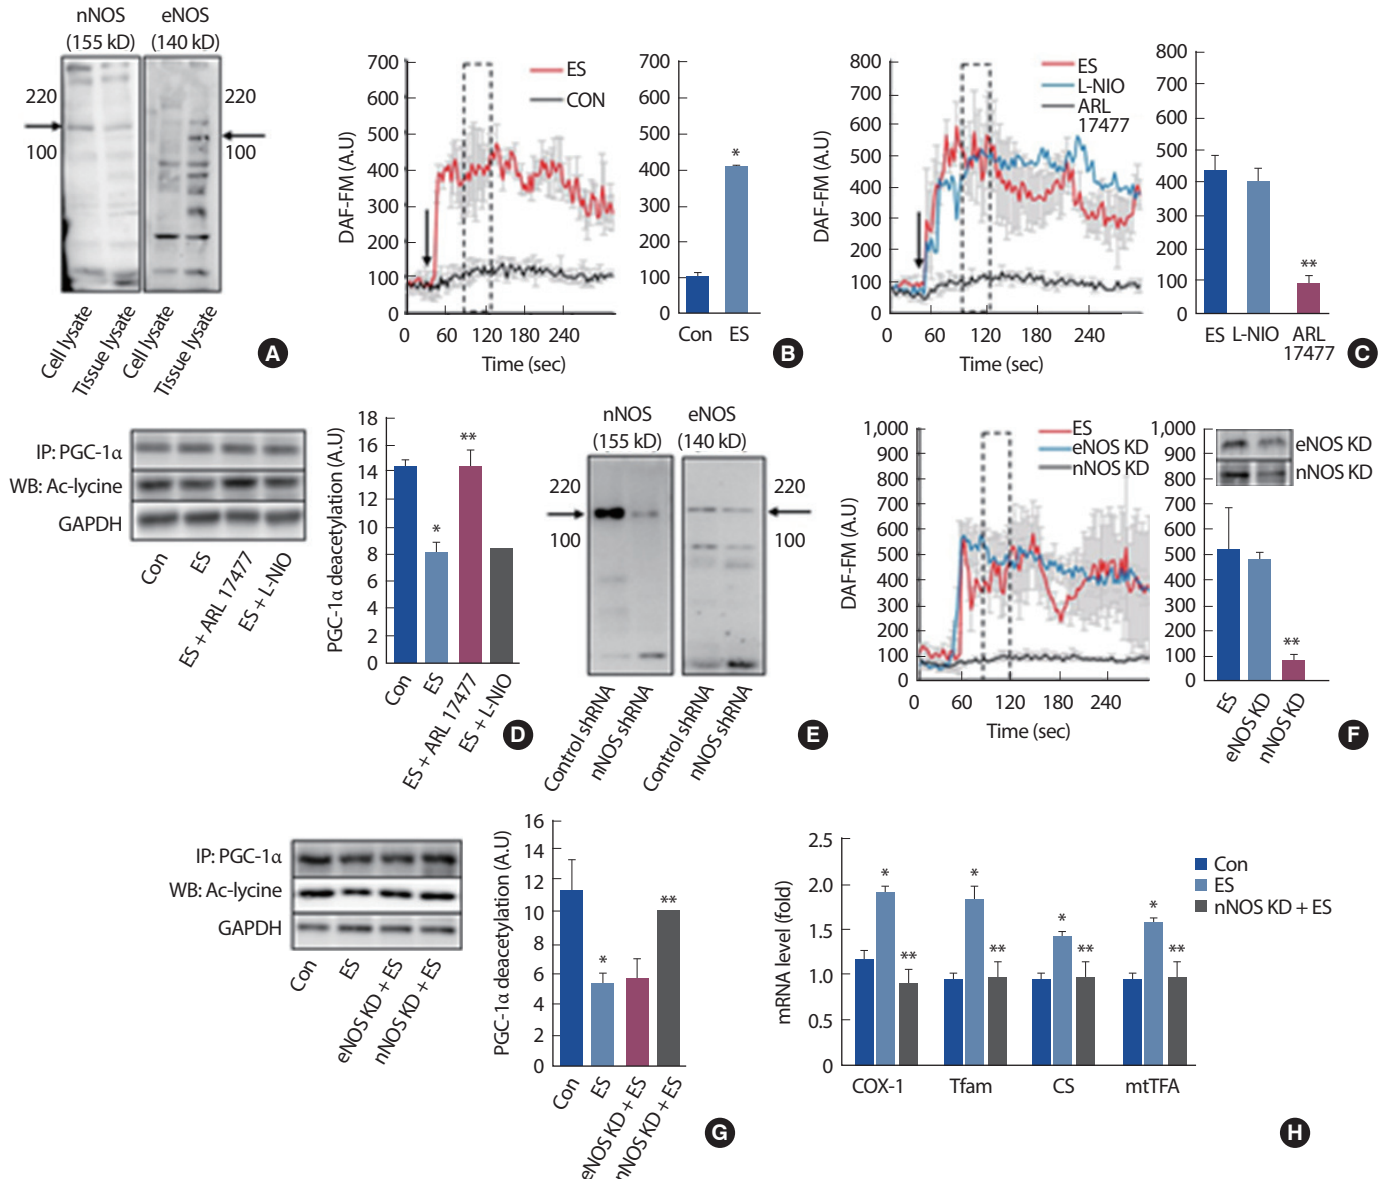 nNOS
(155 kD)
eNOS
(140 kD)
220
100
220
100
Cell lysate
Tissue lysate
Cell lysate
Tissue lysate
A
DAF-FM (A.U)
700
600
500
400
300
200
100
0
0
60
120
180
240
Time (sec)
ES
CON
700
600
500
400
300
200
100
0
*
Con
ES
B
DAF-FM (A.U)
800
700
600
500
400
300
200
100
0
0
60
120
180
240
Time (sec)
ES
L-NIO
ARL
17477
800
700
600
500
400
300
200
100
0
**
ES
L-NIO
ARL
17477
C
IP: PGC-1α
WB: Ac-lycine
GAPDH
Con
ES
ES + ARL 17477
ES + L-NIO
PGC-1α deacetylation (A.U)
18
16
14
12
10
8
6
4
2
0
*
**
Con
ES
ES + ARL 17477
ES + L-NIO
D
nNOS
(155 kD)
eNOS
(140 kD)
220
100
220
100
Control shRNA
nNOS shRNA
Control shRNA
nNOS shRNA
E
DAF-FM (A.U)
1,000
900
800
700
600
500
400
300
200
100
0
0
60
120
180
240
Time (sec)
ES
eNOS KD
nNOS KD
1,000
900
800
700
600
500
400
300
200
100
0
eNOS KD
nNOS KD
**
ES
eNOS KD
nNOS KD
F
IP: PGC-1α
WB: Ac-lycine
GAPDH
Con
ES
eNOS KD + ES
nNOS KD + ES
PGC-1α deacetylation (A.U)
16
14
12
10
8
6
4
2
0
*
**
Con
ES
eNOS KD + ES
nNOS KD + ES
G
mRNA level (fold)
2.5
2.0
1.5
1.0
0.5
0
*
**
*
**
*
**
*
**
COX-1
Tfam
CS
mtTFA
Con
ES
nNOS KD + ES
H